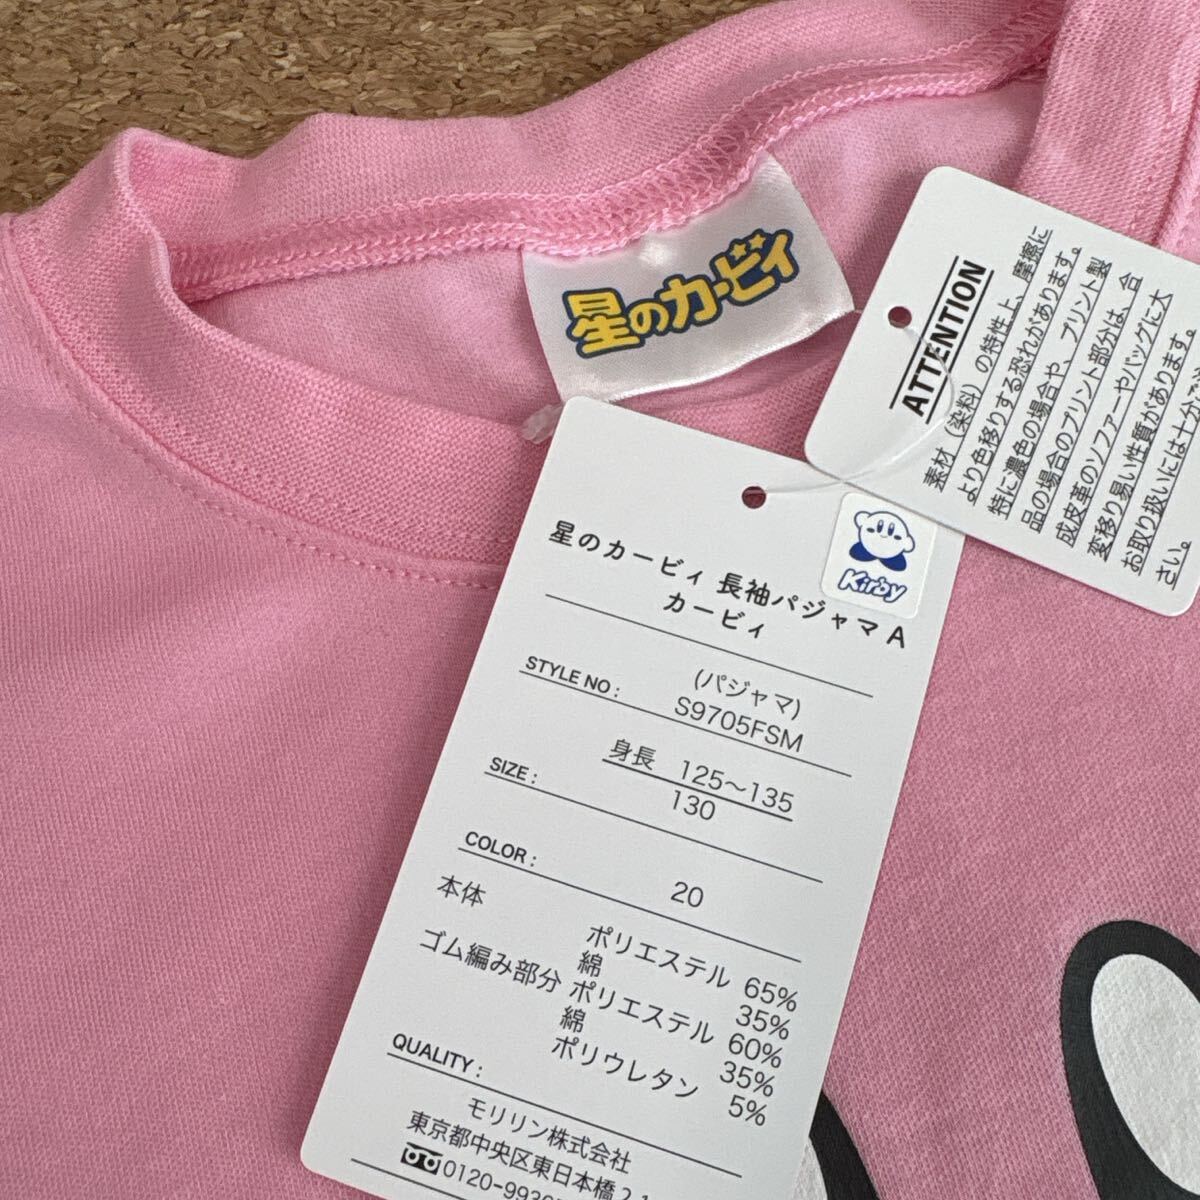 星のカービィ
ATTENTION
素材（染料）の特性上、摩擦に
より色移りする恐れがあります。
特に濃色の場合や、プリント製
品の場合のプリント部分は、合
成皮革のソファーやバッグに大
変移り易い性質があります。
お取り扱いには十分
さい。
Kirby
星のカービィ 長袖パジャマ A
カービィ
(パジャマ)
STYLE NO : S9705FSM
身長 125～135
SIZE : 130
COLOR : 20
本体 ポリエステル 65%
綿 35%
ゴム編み部分 ポリエステル 60%
綿 35%
ポリウレタン 5%
QUALITY :
モリリン株式会社
東京都中央区東日本橋
0120-993